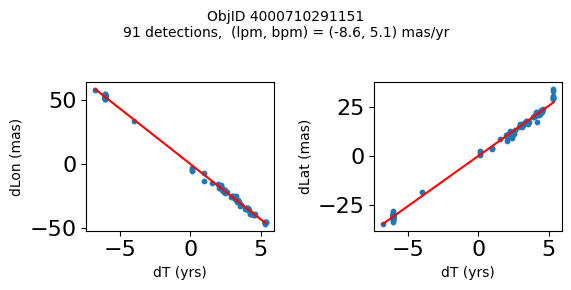 ObjID 4000710291151
91 detections,  (lpm, bpm) = (-8.6, 5.1) mas/yr
dLon (mas)
50
0
−50
−5
0
5
dT (yrs)
dLat (mas)
25
0
−25
−5
0
5
dT (yrs)